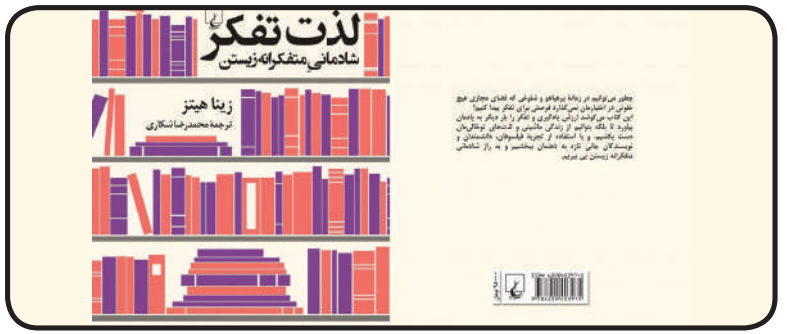 لذت تفکر
شادمانیِ متفکرانه زیستن
زینا هیتز
ترجمهٔ محمدرضا شکاری
چطور می‌توانیم در زمانهٔ پرهیاهو و شلوغی که فضای مجازی هیچ
خلوتی در اختیارمان نمی‌گذارد فرصتی برای تفکر پیدا کنیم؟
این کتاب می‌کوشد ارزش یادگیری و تفکر را بار دیگر به یادمان
بیاورد تا بلکه بتوانیم از زندگی ماشینی و لذت‌های توخالی‌مان
دست بکشیم. و با استفاده از تجربهٔ فیلسوفان، دانشمندان و
نویسندگان جانی تازه به ذهنمان ببخشیم و به راز شادمانی
متفکرانه زیستن پی ببریم.
تومان